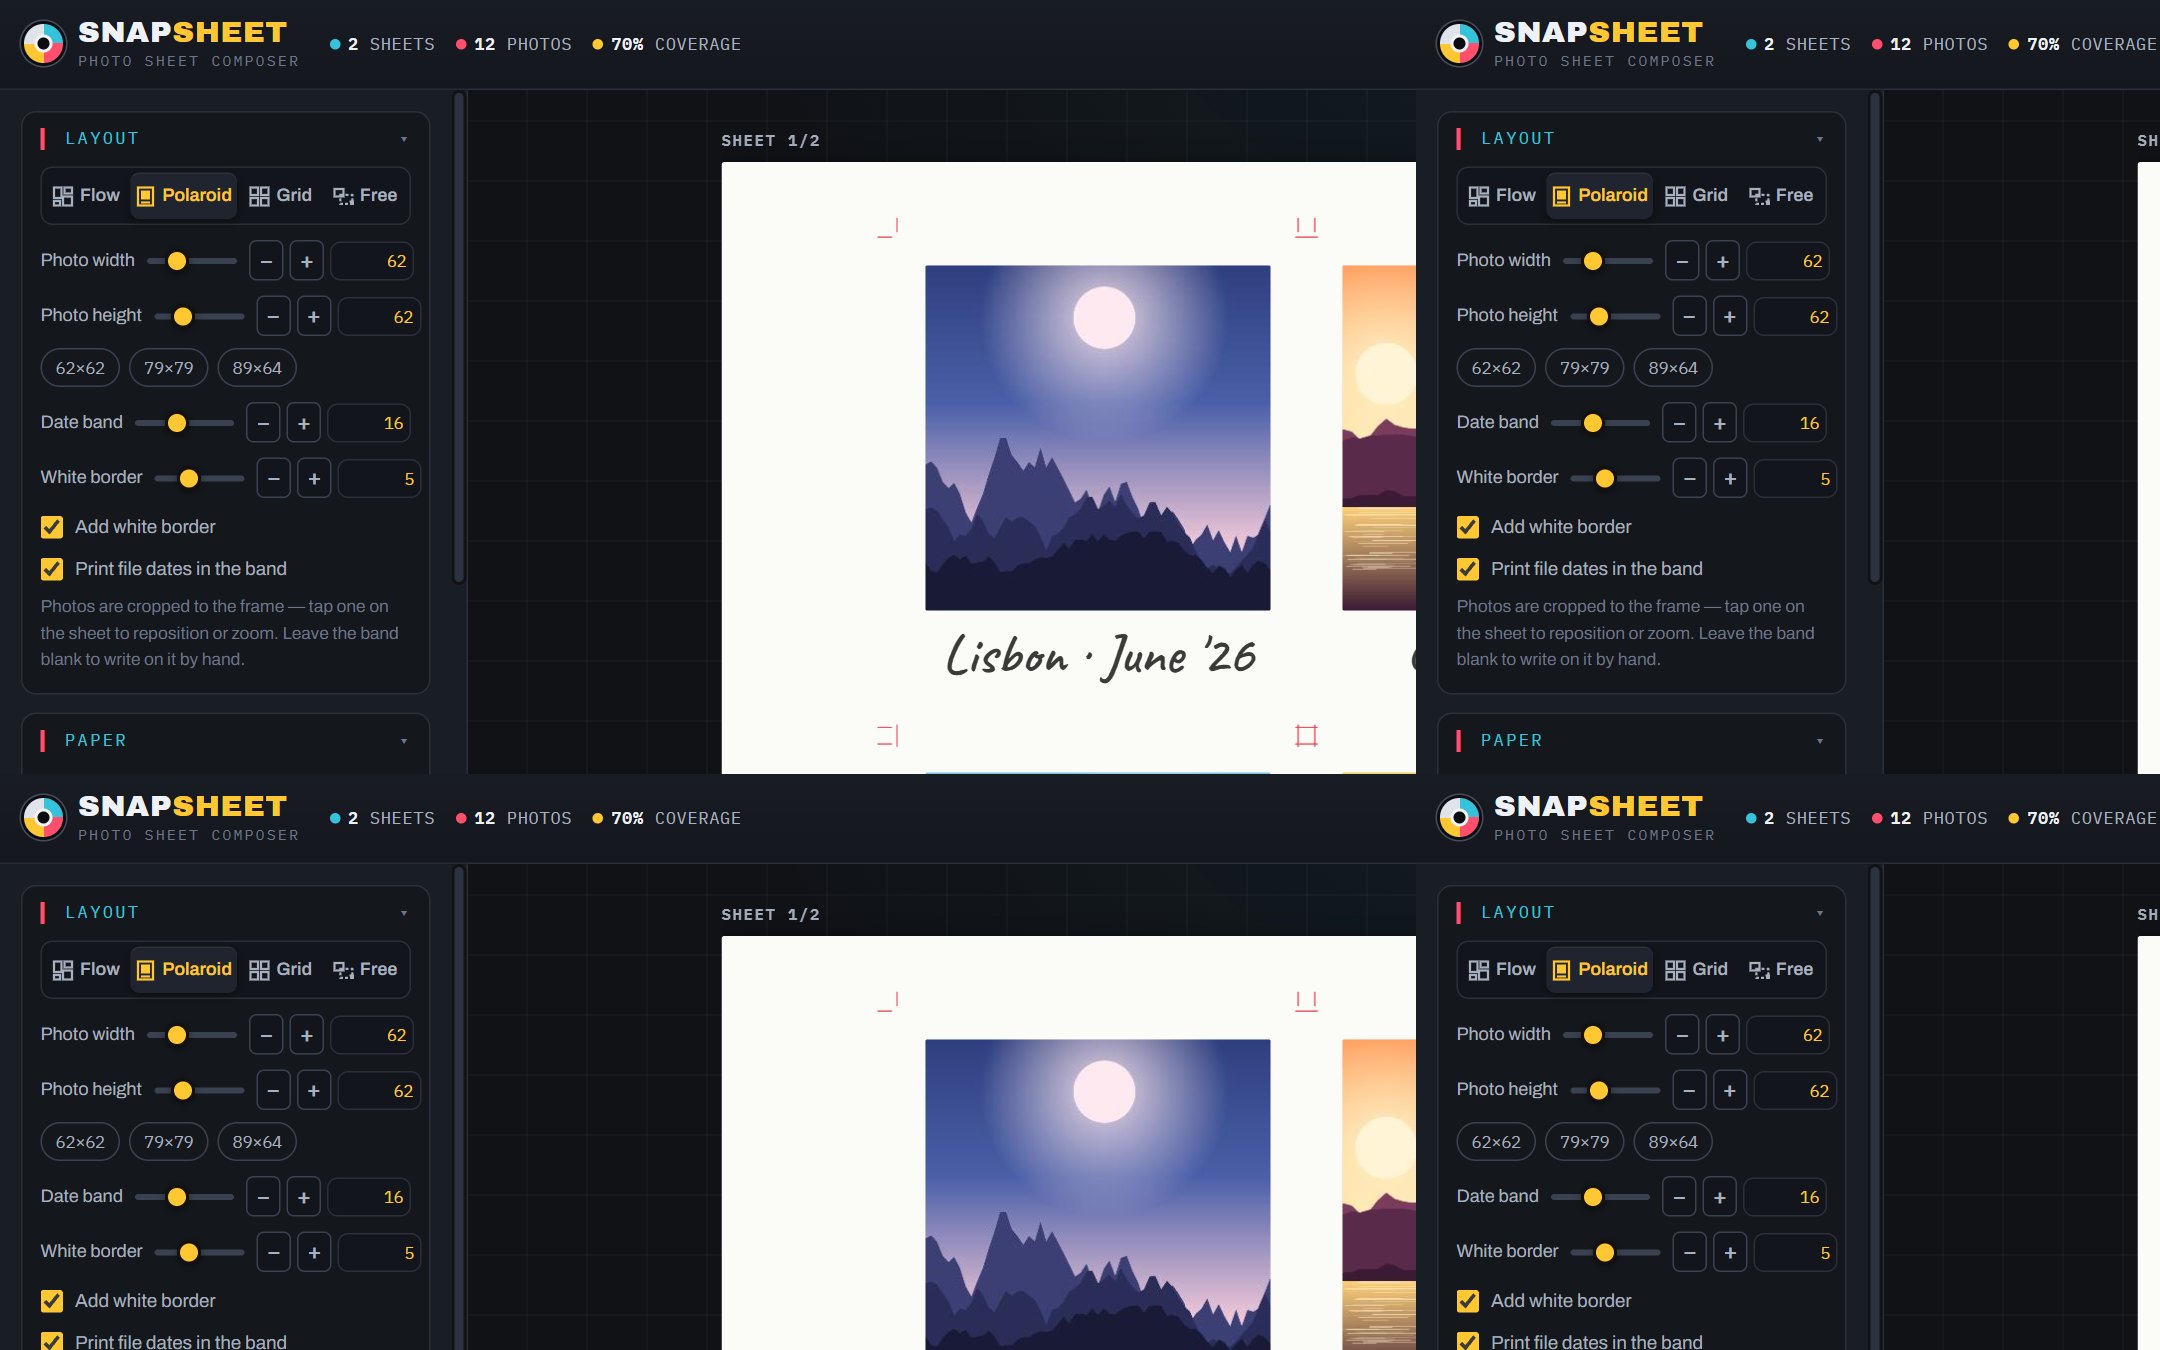 SNAPSHEET
PHOTO SHEET COMPOSER
2 SHEETS 12 PHOTOS 70% COVERAGE
LAYOUT
Flow Polaroid Grid Free
Photo width − + 62
Photo height − + 62
62×62 79×79 89×64
Date band − + 16
White border − + 5
Add white border
Print file dates in the band
Photos are cropped to the frame — tap one on
the sheet to reposition or zoom. Leave the band
blank to write on it by hand.
PAPER
SHEET 1/2
Lisbon · June '26
SNAPSHEET
PHOTO SHEET COMPOSER
2 SHEETS 12 PHOTOS 70% COVERAGE
LAYOUT
Flow Polaroid Grid Free
Photo width − + 62
Photo height − + 62
62×62 79×79 89×64
Date band − + 16
White border − + 5
Add white border
Print file dates in the band
Photos are cropped to the frame — tap one on
the sheet to reposition or zoom. Leave the band
blank to write on it by hand.
PAPER
SH
SNAPSHEET
PHOTO SHEET COMPOSER
2 SHEETS 12 PHOTOS 70% COVERAGE
LAYOUT
Flow Polaroid Grid Free
Photo width − + 62
Photo height − + 62
62×62 79×79 89×64
Date band − + 16
White border − + 5
Add white border
Print file dates in the band
SHEET 1/2
SNAPSHEET
PHOTO SHEET COMPOSER
2 SHEETS 12 PHOTOS 70% COVERAGE
LAYOUT
Flow Polaroid Grid Free
Photo width − + 62
Photo height − + 62
62×62 79×79 89×64
Date band − + 16
White border − + 5
Add white border
Print file dates in the band
SH